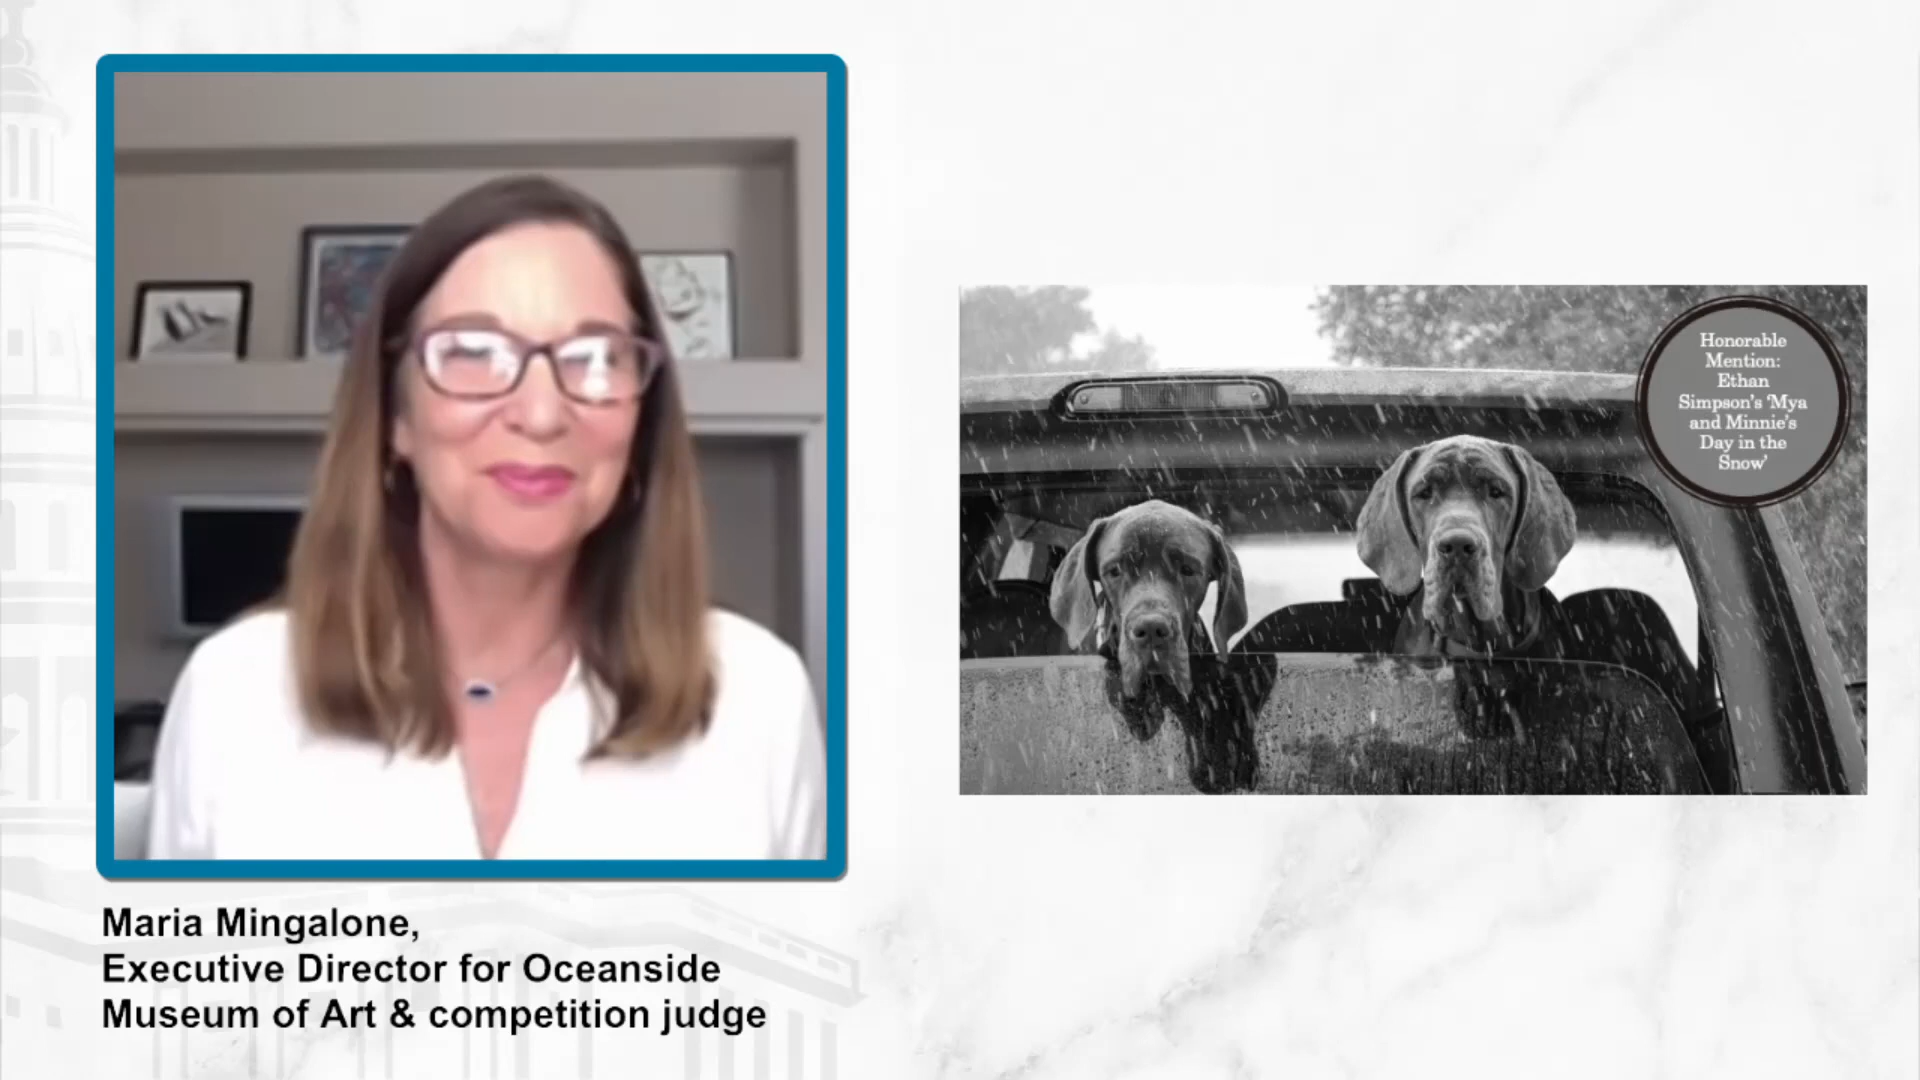 Honorable
Mention:
Ethan
Simpson's 'Mya
and Minnie's
Day in the
Snow'
Maria Mingalone,
Executive Director for Oceanside
Museum of Art & competition judge